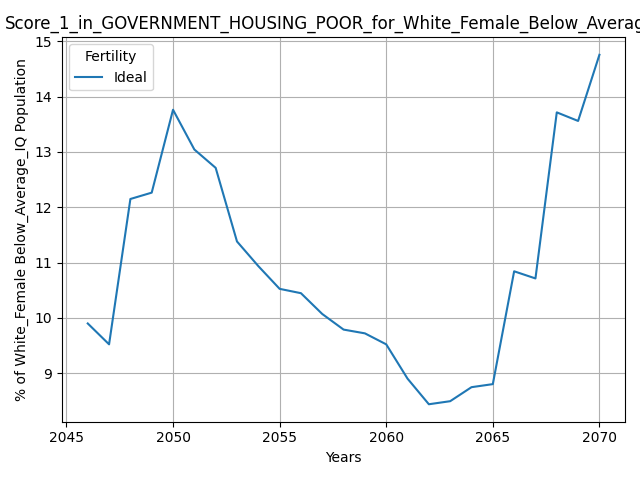 Score_1_in_GOVERNMENT_HOUSING_POOR_for_White_Female_Below_Averag
15
14
13
12
11
10
9
% of White_Female Below_Average_IQ Population
Fertility
Ideal
2045 2050 2055 2060 2065 2070
Years